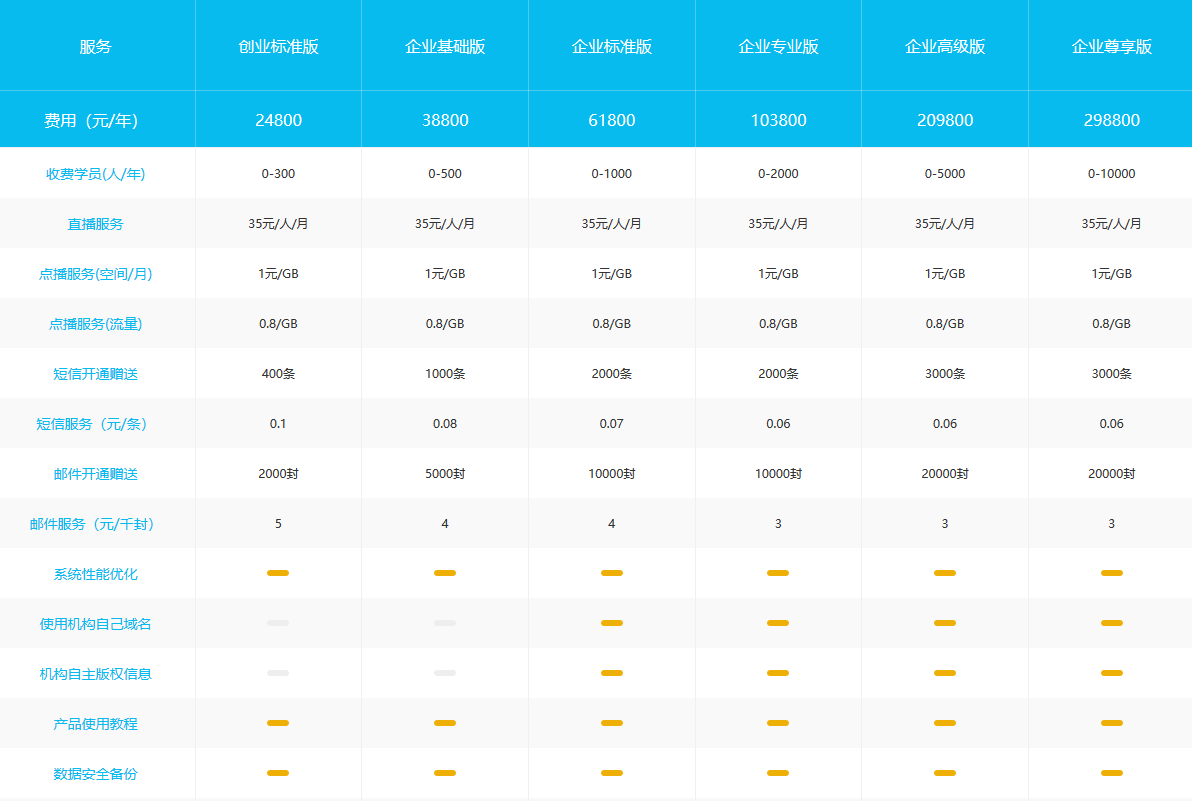 服务 创业标准版 企业基础版 企业标准版 企业专业版 企业高级版 企业尊享版
费用（元/年） 24800 38800 61800 103800 209800 298800
收费学员(人/年) 0-300 0-500 0-1000 0-2000 0-5000 0-10000
直播服务 35元/人/月 35元/人/月 35元/人/月 35元/人/月 35元/人/月 35元/人/月
点播服务(空间/月) 1元/GB 1元/GB 1元/GB 1元/GB 1元/GB 1元/GB
点播服务(流量) 0.8/GB 0.8/GB 0.8/GB 0.8/GB 0.8/GB 0.8/GB
短信开通赠送 400条 1000条 2000条 2000条 3000条 3000条
短信服务（元/条） 0.1 0.08 0.07 0.06 0.06 0.06
邮件开通赠送 2000封 5000封 10000封 10000封 20000封 20000封
邮件服务（元/千封） 5 4 4 3 3 3
系统性能优化
使用机构自己域名
机构自主版权信息
产品使用教程
数据安全备份